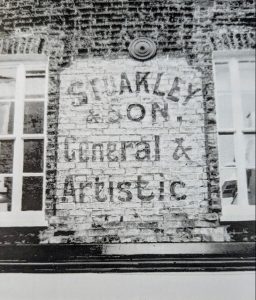 STOAKLEY
& SON,
General &
Artistic